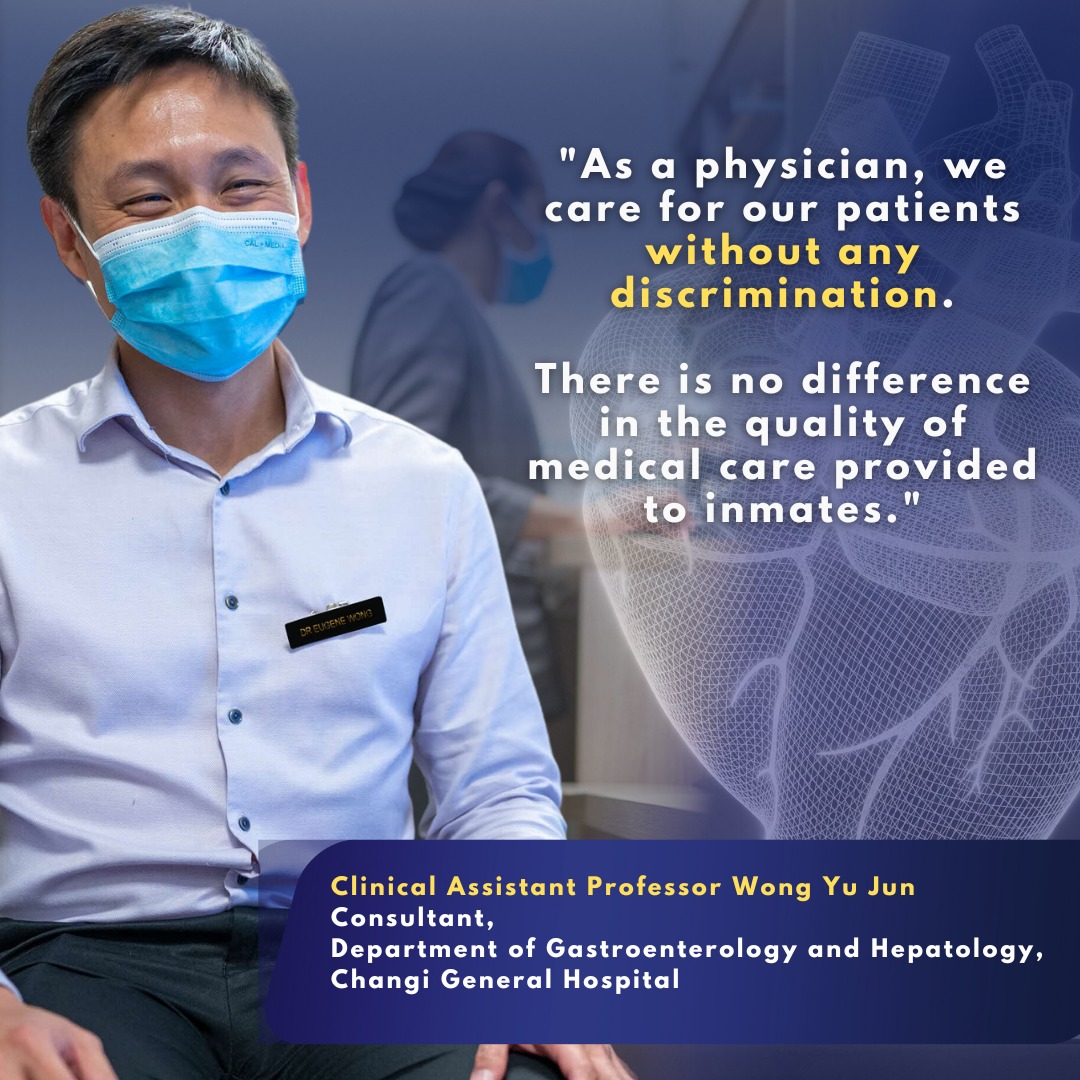 "As a physician, we
care for our patients
without any
discrimination.
There is no difference
in the quality of
medical care provided
to inmates."
CAL-MEDI
DR EUGENE WONG
Clinical Assistant Professor Wong Yu Jun
Consultant,
Department of Gastroenterology and Hepatology,
Changi General Hospital